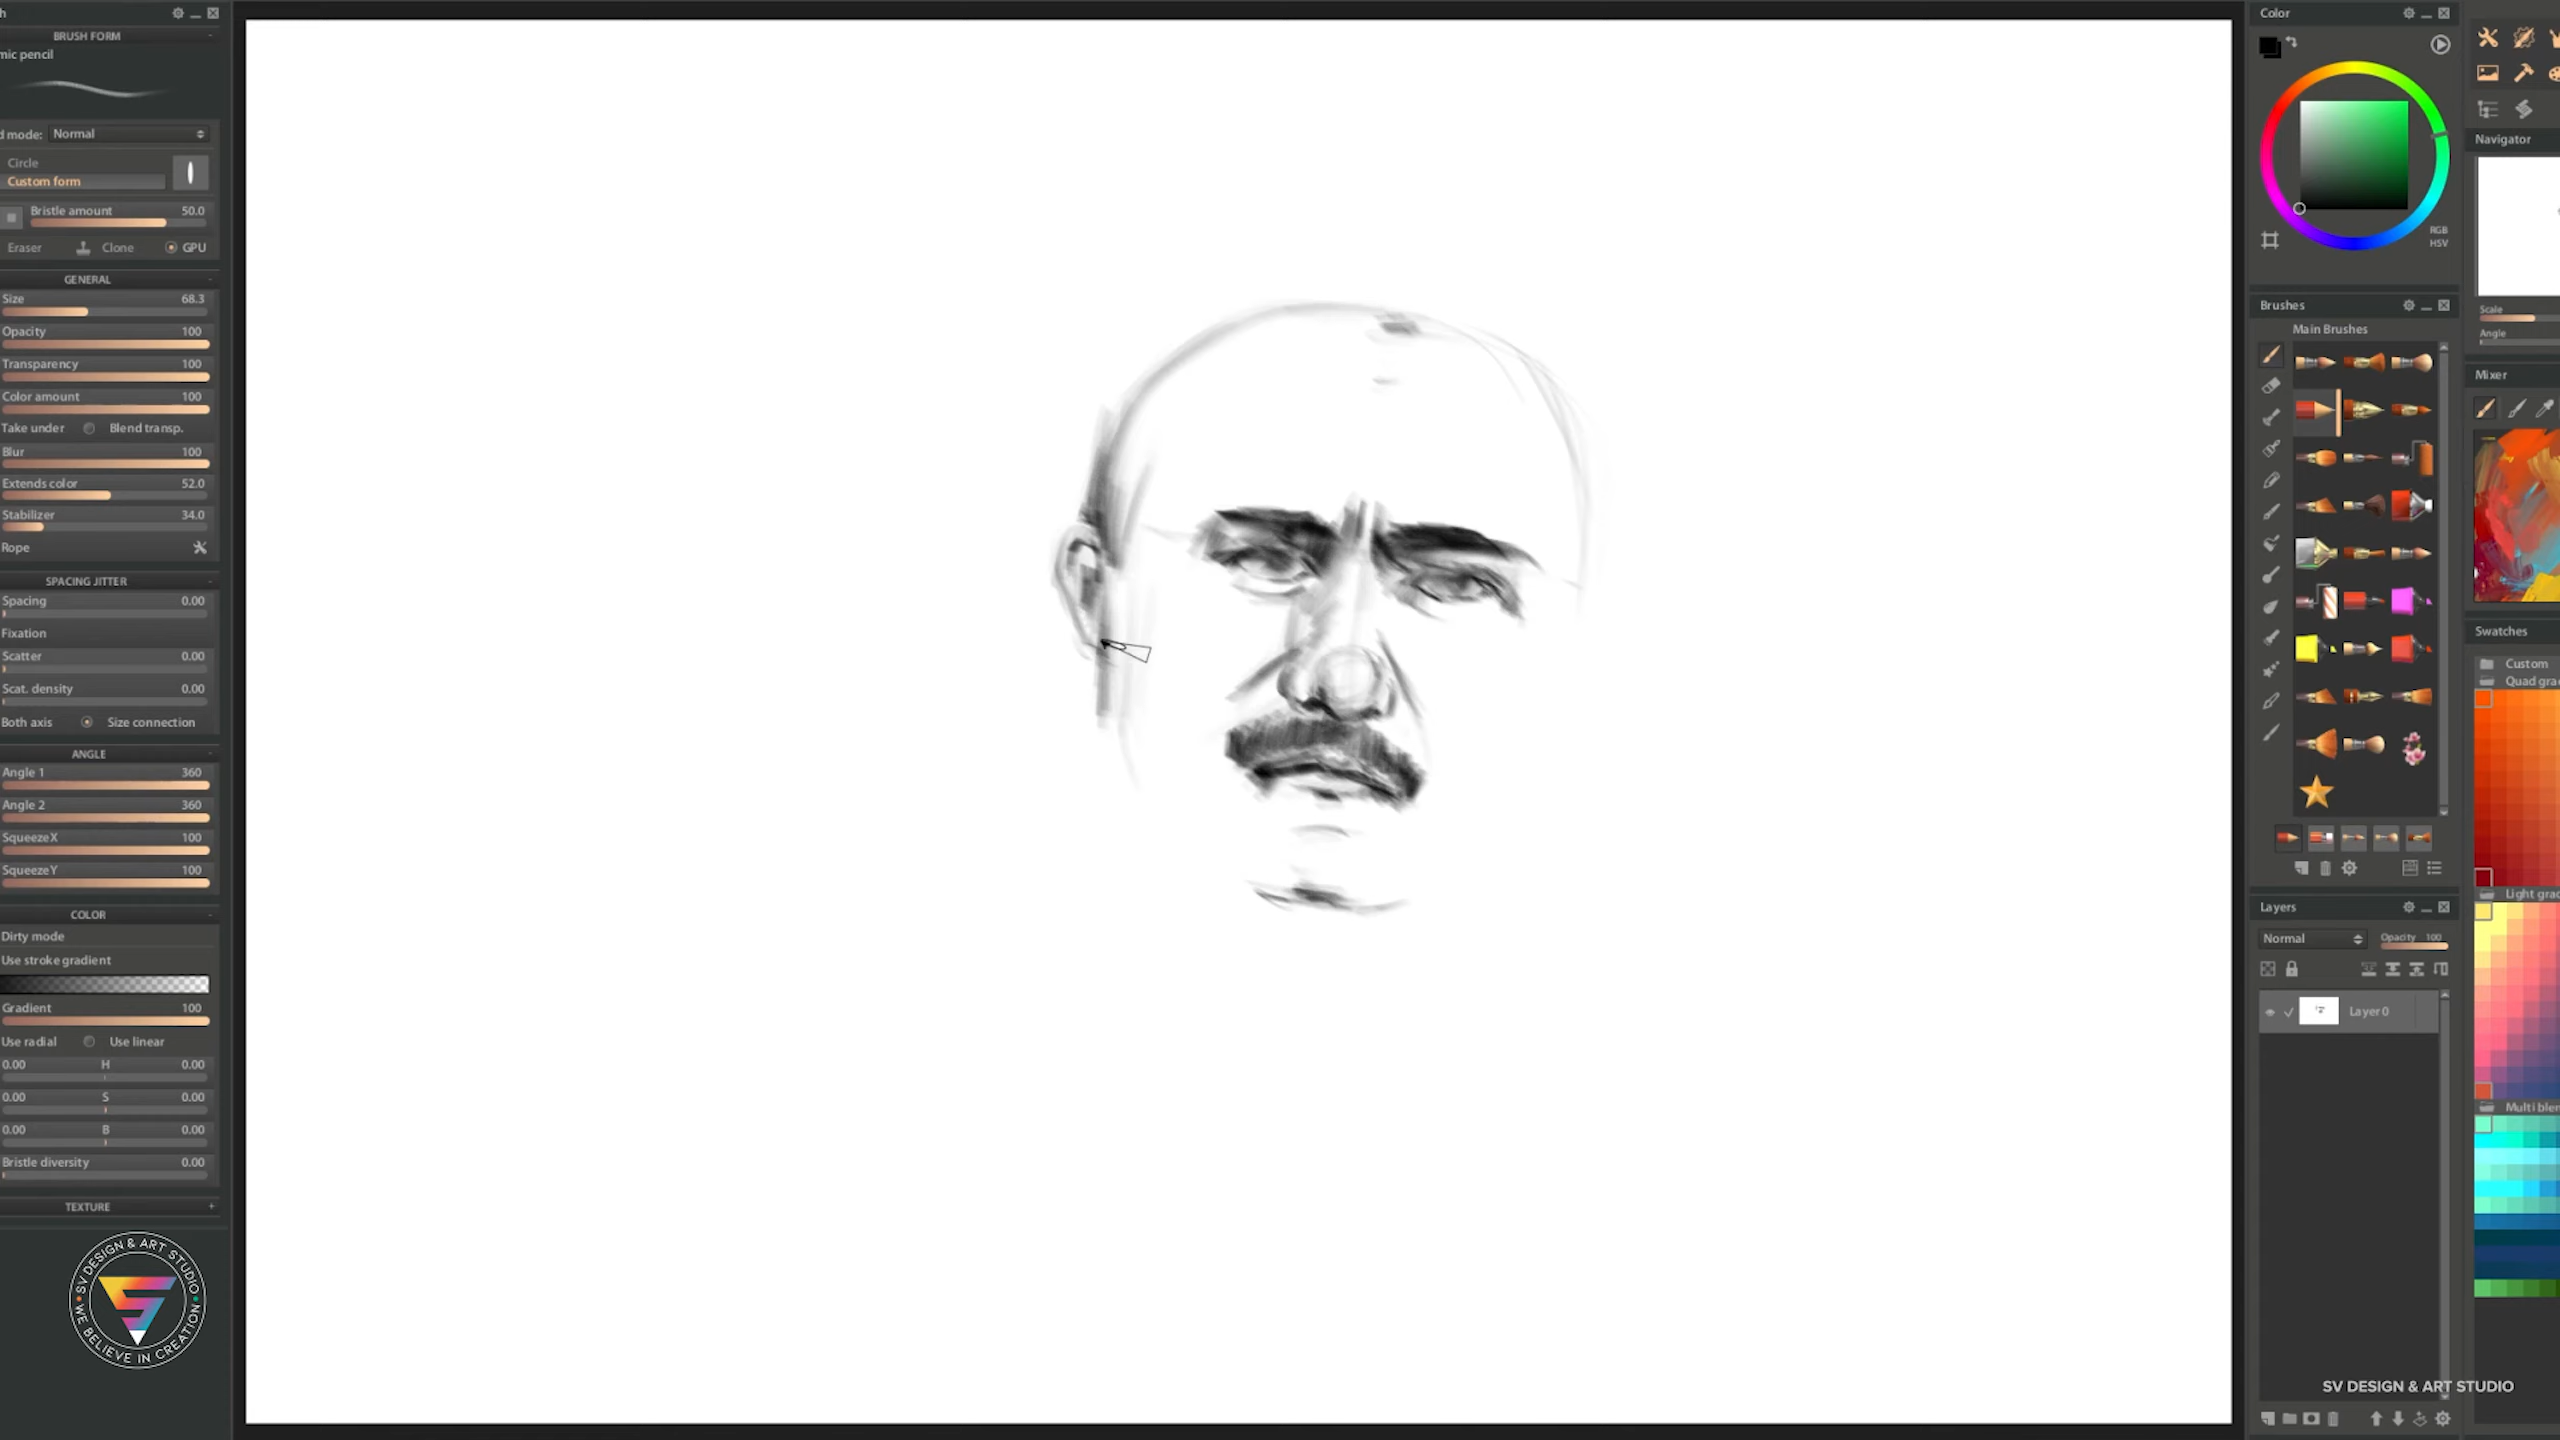 BRUSH FORM
mic pencil
d mode: Normal
Circle
Custom form
Bristle amount 50.0
Eraser Clone GPU
GENERAL
Size 68.3
Opacity 100
Transparency 100
Color amount 100
Take under Blend transp.
Blur 100
Extends color 52.0
Stabilizer 34.0
Rope
SPACING JITTER
Spacing 0.00
Fixation
Scatter 0.00
Scat. density 0.00
Both axis Size connection
ANGLE
Angle 1 360
Angle 2 360
SqueezeX 100
SqueezeY 100
COLOR
Dirty mode
Use stroke gradient
Gradient 100
Use radial Use linear
0.00 H 0.00
0.00 S 0.00
0.00 B 0.00
Bristle diversity 0.00
TEXTURE
SV DESIGN & ART STUDIO
WE BELIEVE IN CREATION
Color
RGB
HSV
Brushes
Main Brushes
Layers
Normal Opacity 100
Layer 0
Navigator
Scale
Angle
Mixer
Swatches
Custom
Quad gra
Light grad
Multi blen
SV DESIGN & ART STUDIO